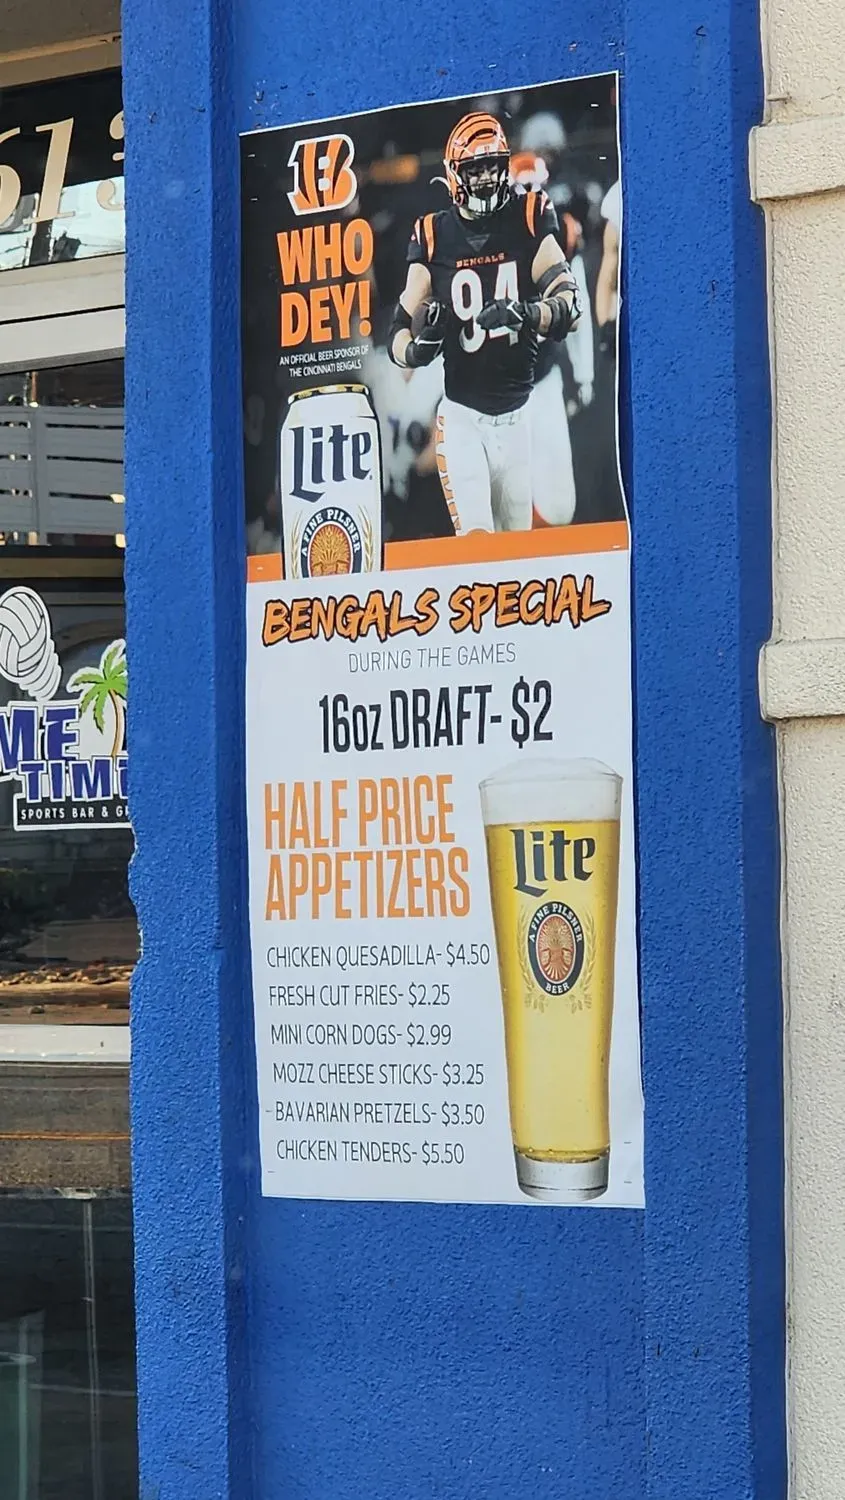 613
B
WHO
DEY!
AN OFFICIAL BEER SPONSOR OF
THE CINCINNATI BENGALS
BENGALS
94
Lite
A FINE PILSNER
BENGALS SPECIAL
DURING THE GAMES
16oz DRAFT- $2
HALF PRICE
APPETIZERS
CHICKEN QUESADILLA- $4.50
FRESH CUT FRIES- $2.25
MINI CORN DOGS- $2.99
MOZZ CHEESE STICKS- $3.25
- BAVARIAN PRETZELS- $3.50
CHICKEN TENDERS- $5.50
Lite
A FINE PILSNER
BEER
ME
TIME
SPORTS BAR & G